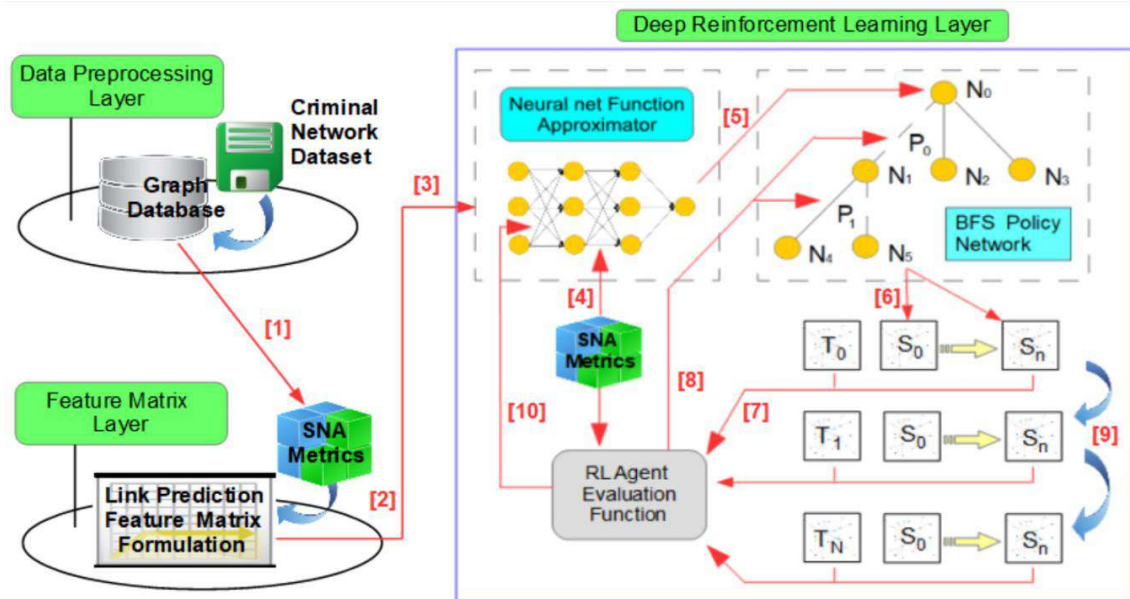 Deep Reinforcement Learning Layer
Data Preprocessing
Layer
Criminal
Network
Dataset
Graph
Database
[1]
Feature Matrix
Layer
SNA
Metrics
Link Prediction
Feature Matrix
Formulation
[2]
[3]
Neural net Function
Approximator
[4]
SNA
Metrics
[5]
N0
P0
N1
N2
N3
P1
N4
N5
BFS Policy
Network
[6]
T0
S0
Sn
[7]
[8]
[9]
[10]
RL Agent
Evaluation
Function
T1
S0
Sn
TN
S0
Sn